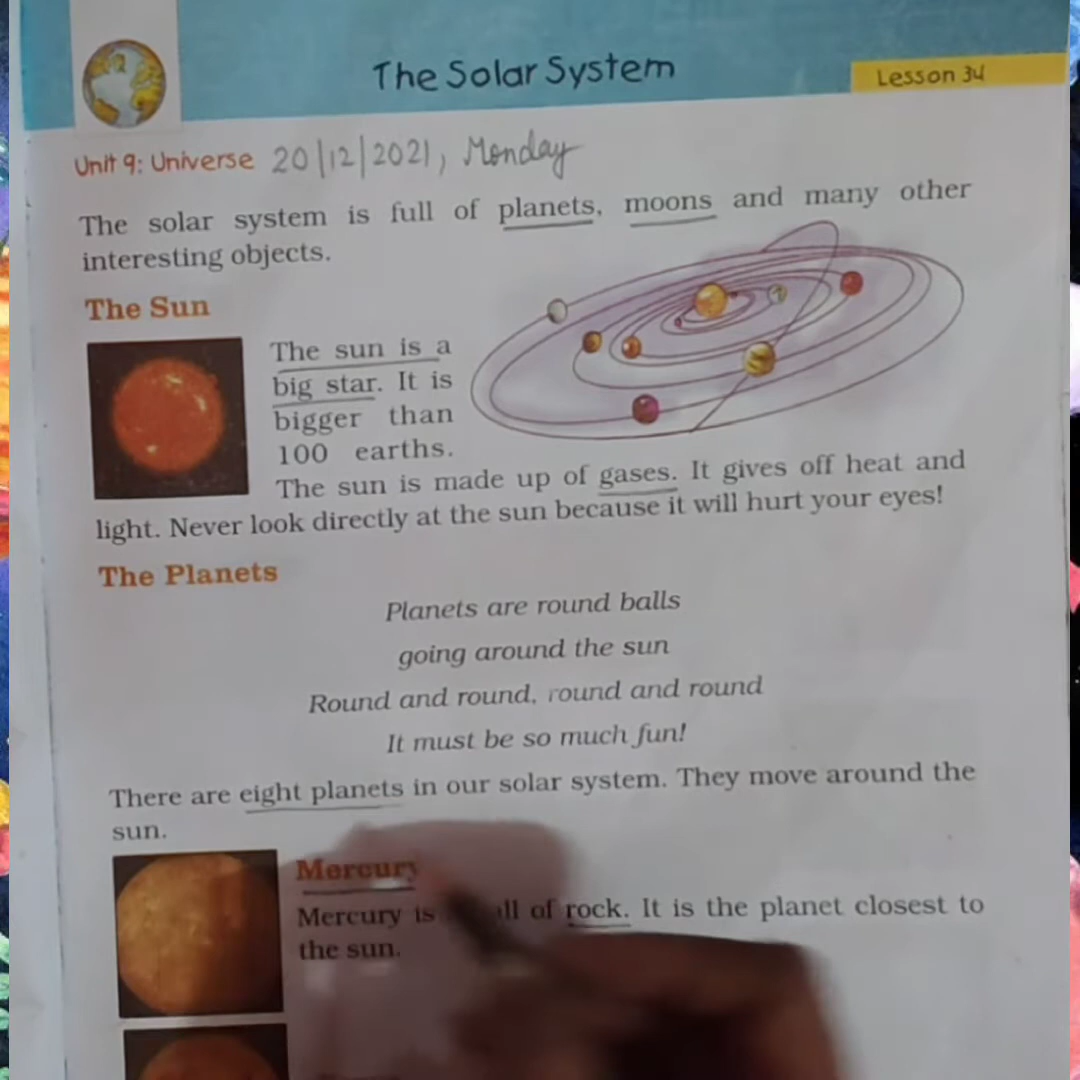 The Solar System
Lesson 34
Unit 9: Universe 20/12/2021, Monday
The solar system is full of planets, moons and many other
interesting objects.
The Sun
The sun is a
big star. It is
bigger than
100 earths.
The sun is made up of gases. It gives off heat and
light. Never look directly at the sun because it will hurt your eyes!
The Planets
Planets are round balls
going around the sun
Round and round, round and round
It must be so much fun!
There are eight planets in our solar system. They move around the
sun.
Mercury
Mercury is of rock. It is the planet closest to
the sun.